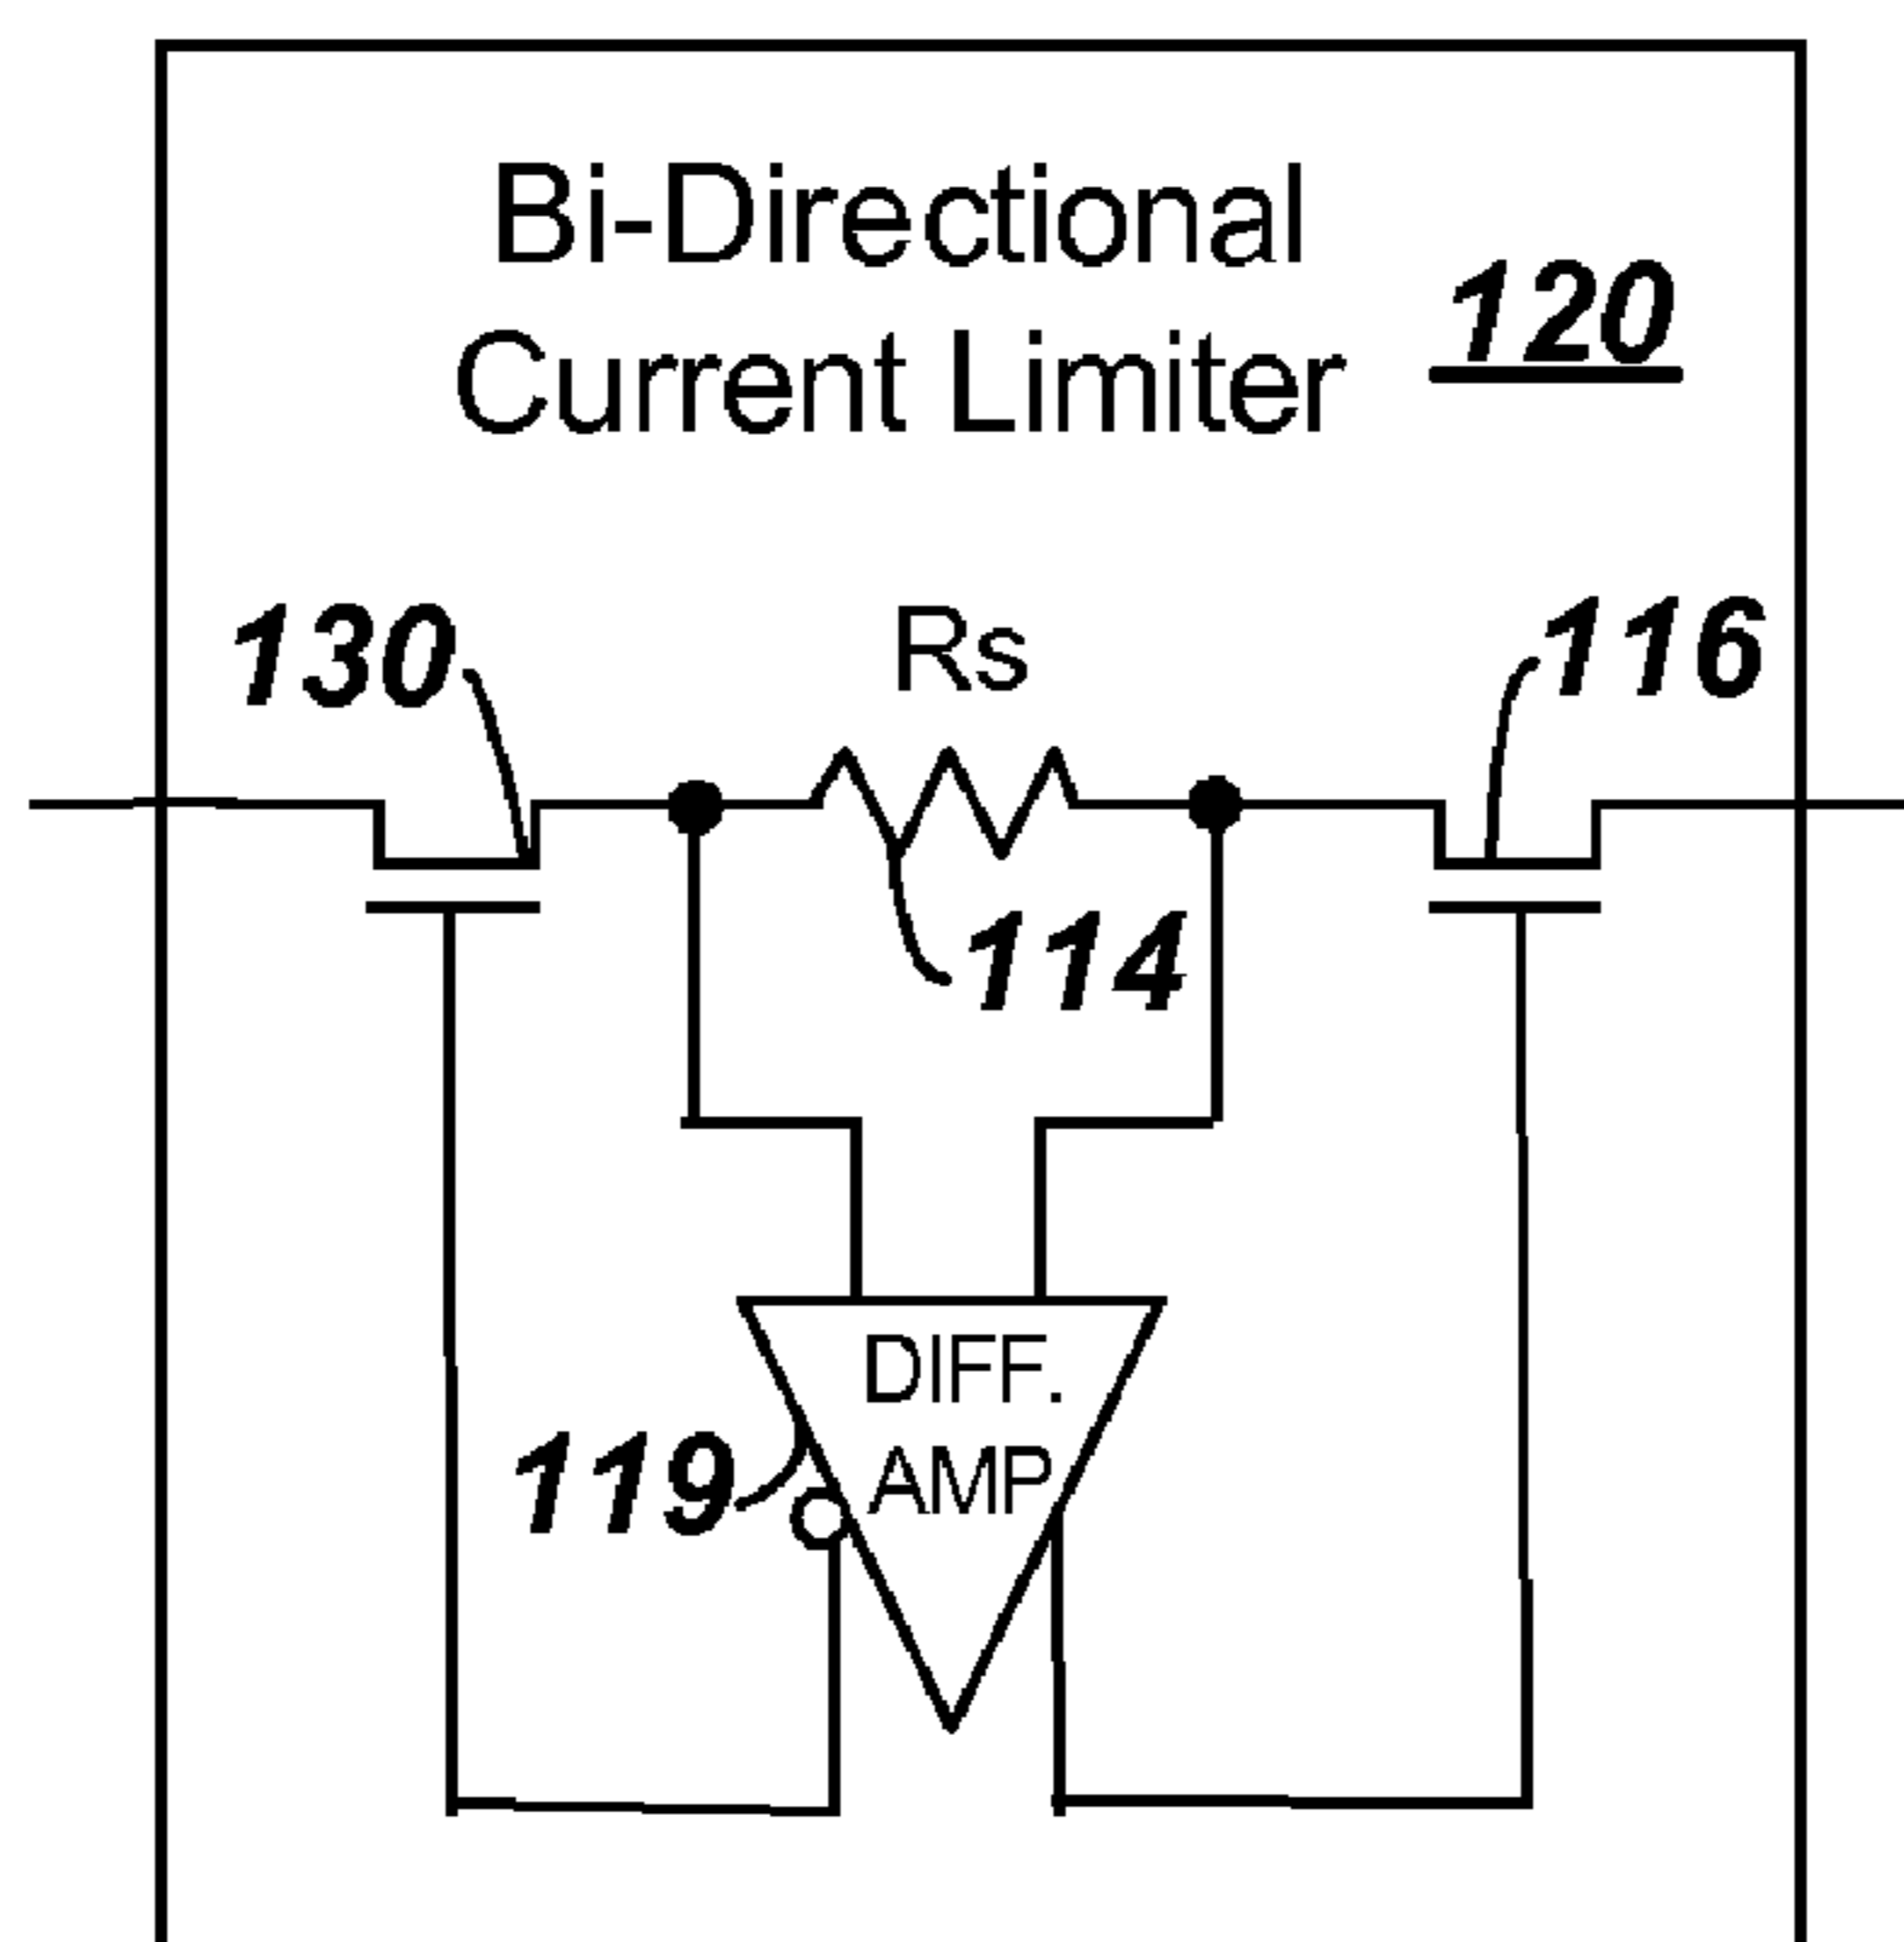 Bi-Directional
Current Limiter
120
130
Rs
116
114
DIFF.
AMP
119